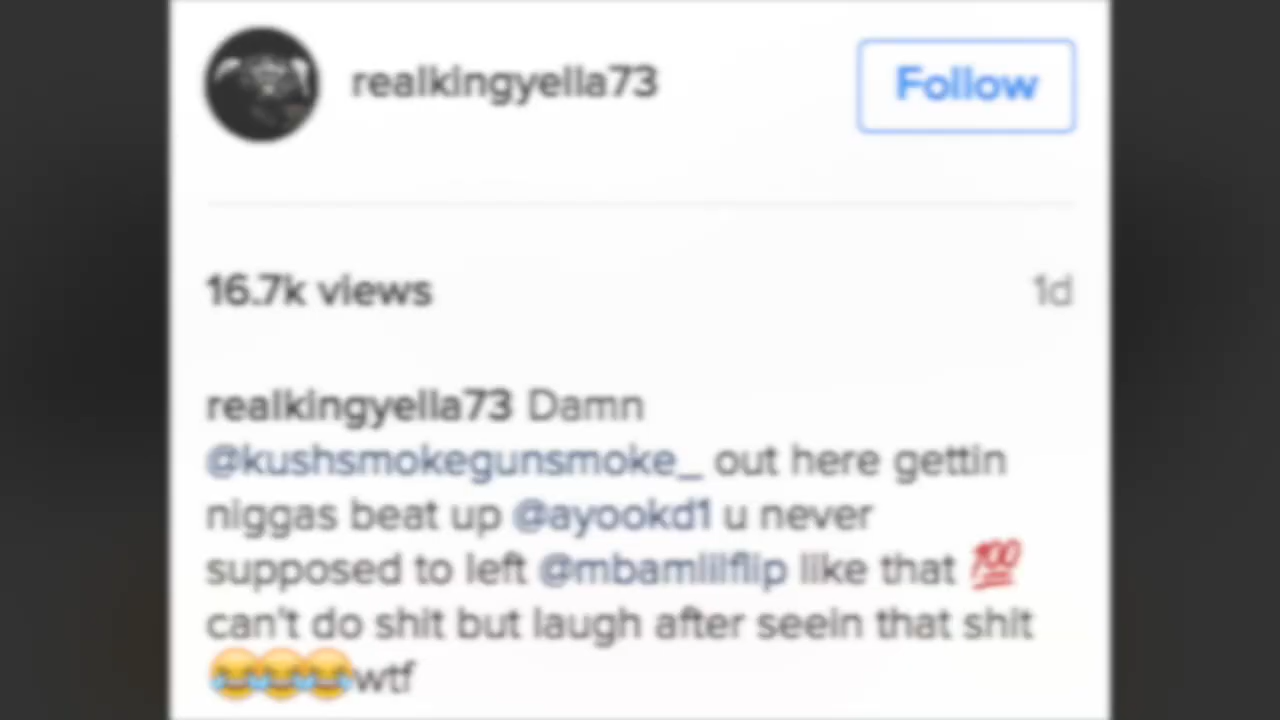 realkingyella73
Follow
16.7k views
1d
realkingyella73 Damn
@kushsmokegunsmoke_ out here gettin
niggas beat up @ayookd1 u never
supposed to left @mbamlilflip like that 💯
can't do shit but laugh after seein that shit
😂😂😂wtf